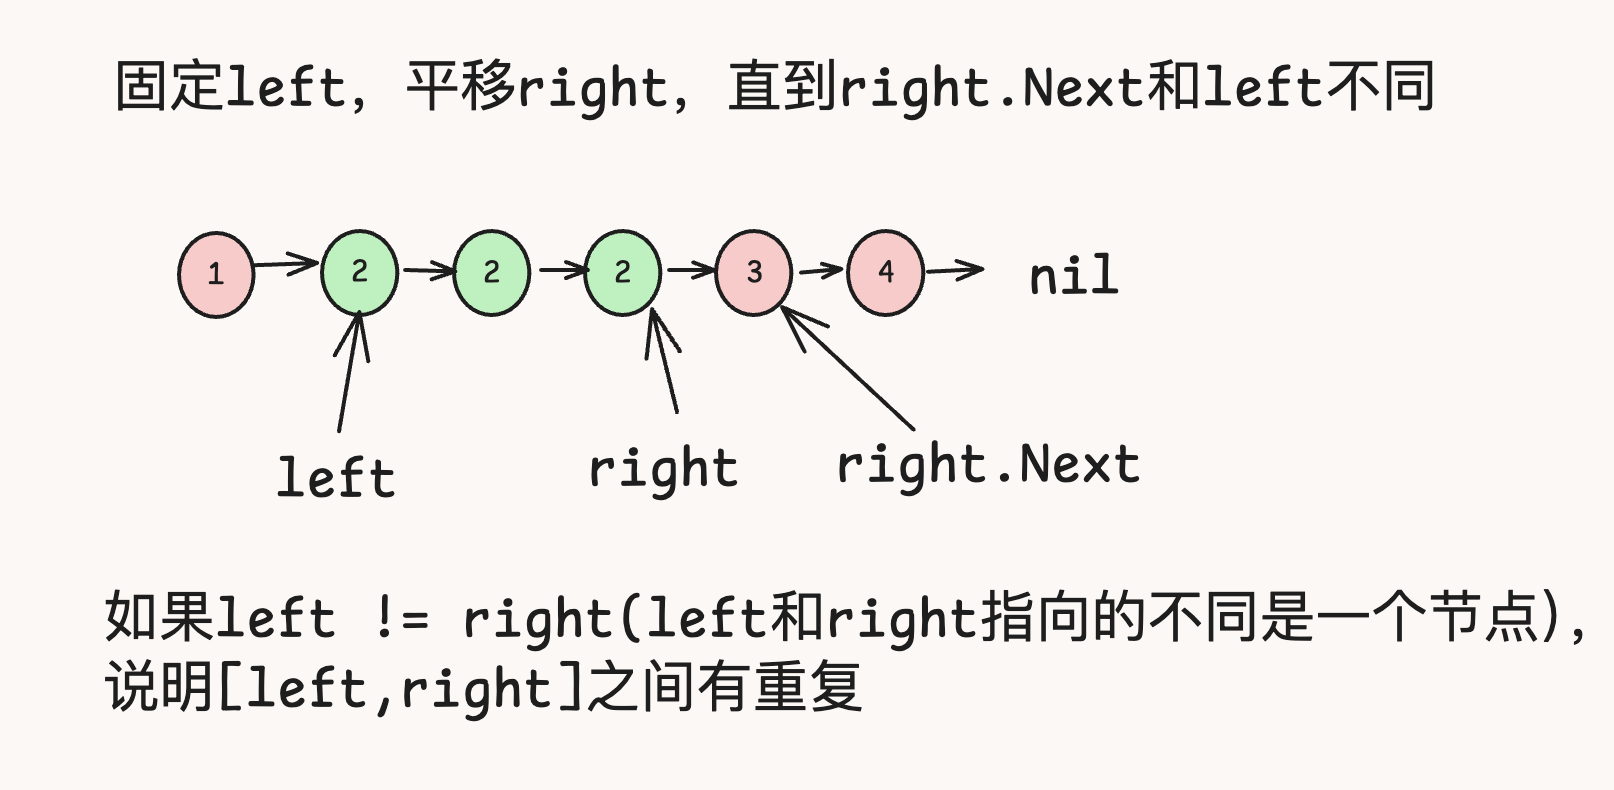 固定left，平移right，直到right.Next和left不同
1 2 2 2 3 4 nil
left right right.Next
如果left != right(left和right指向的不同是一个节点)，
说明[left,right]之间有重复